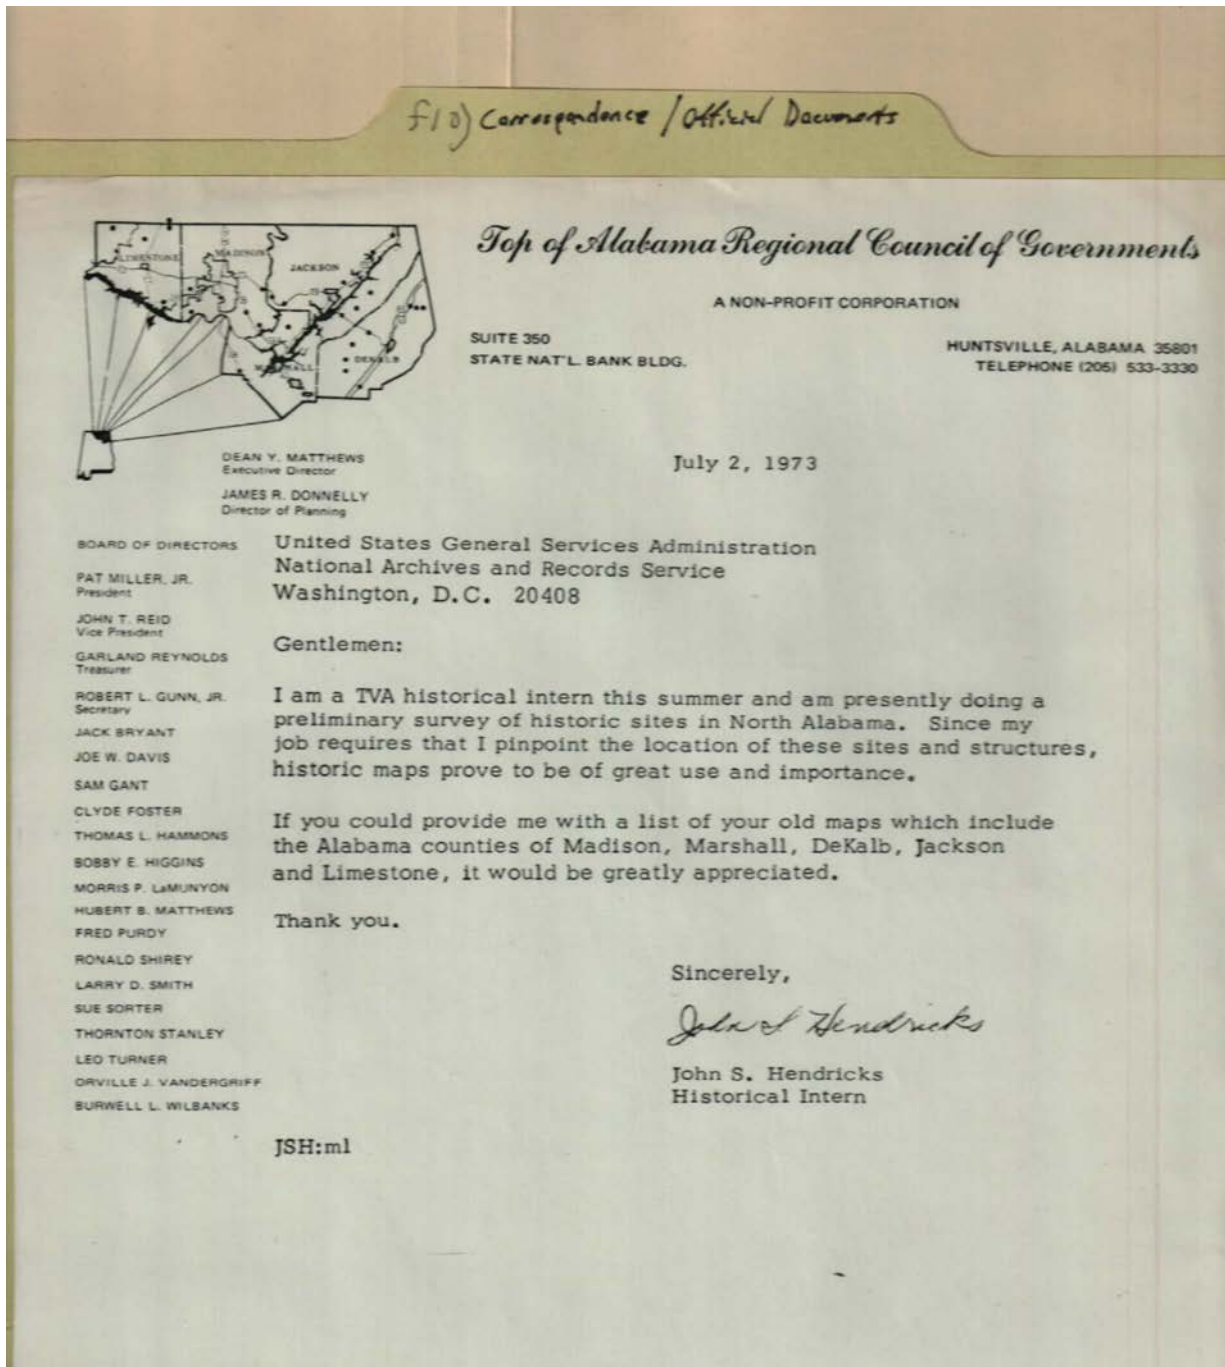 f10) Correspondence / Official Documents
Top of Alabama Regional Council of Governments
A NON-PROFIT CORPORATION
SUITE 350
STATE NAT'L. BANK BLDG.
HUNTSVILLE, ALABAMA 35801
TELEPHONE (205) 533-3330
LIMESTONE
MADISON
JACKSON
DEKALB
DEAN Y. MATTHEWS
Executive Director
JAMES R. DONNELLY
Director of Planning
July 2, 1973
BOARD OF DIRECTORS
PAT MILLER, JR.
President
JOHN T. REID
Vice President
GARLAND REYNOLDS
Treasurer
ROBERT L. GUNN, JR.
Secretary
JACK BRYANT
JOE W. DAVIS
SAM GANT
CLYDE FOSTER
THOMAS L. HAMMONS
BOBBY E. HIGGINS
MORRIS P. LaMUNYON
HUBERT B. MATTHEWS
FRED PURDY
RONALD SHIREY
LARRY D. SMITH
SUE SORTER
THORNTON STANLEY
LEO TURNER
ORVILLE J. VANDERGRIFF
BURWELL L. WILBANKS
United States General Services Administration
National Archives and Records Service
Washington, D.C. 20408
Gentlemen:
I am a TVA historical intern this summer and am presently doing a
preliminary survey of historic sites in North Alabama. Since my
job requires that I pinpoint the location of these sites and structures,
historic maps prove to be of great use and importance.
If you could provide me with a list of your old maps which include
the Alabama counties of Madison, Marshall, DeKalb, Jackson
and Limestone, it would be greatly appreciated.
Thank you.
Sincerely,
John S Hendricks
John S. Hendricks
Historical Intern
JSH:ml